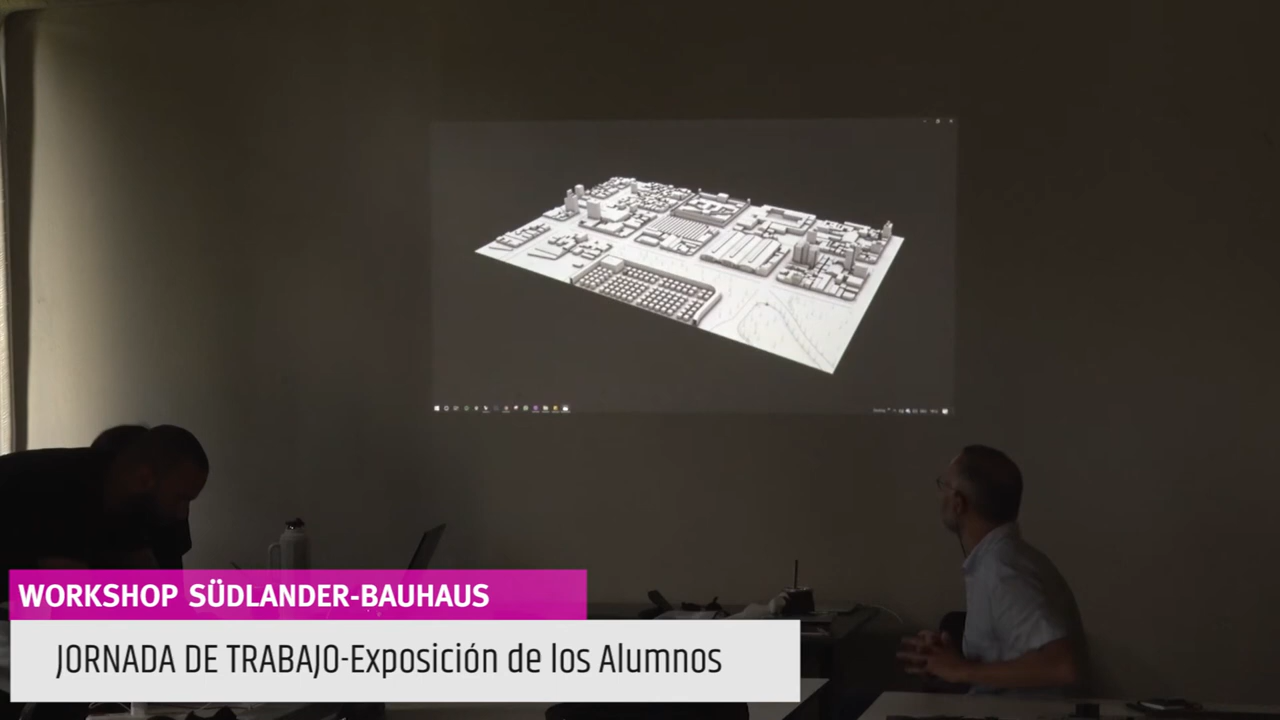 WORKSHOP SÜDLANDER-BAUHAUS
JORNADA DE TRABAJO-Exposición de los Alumnos